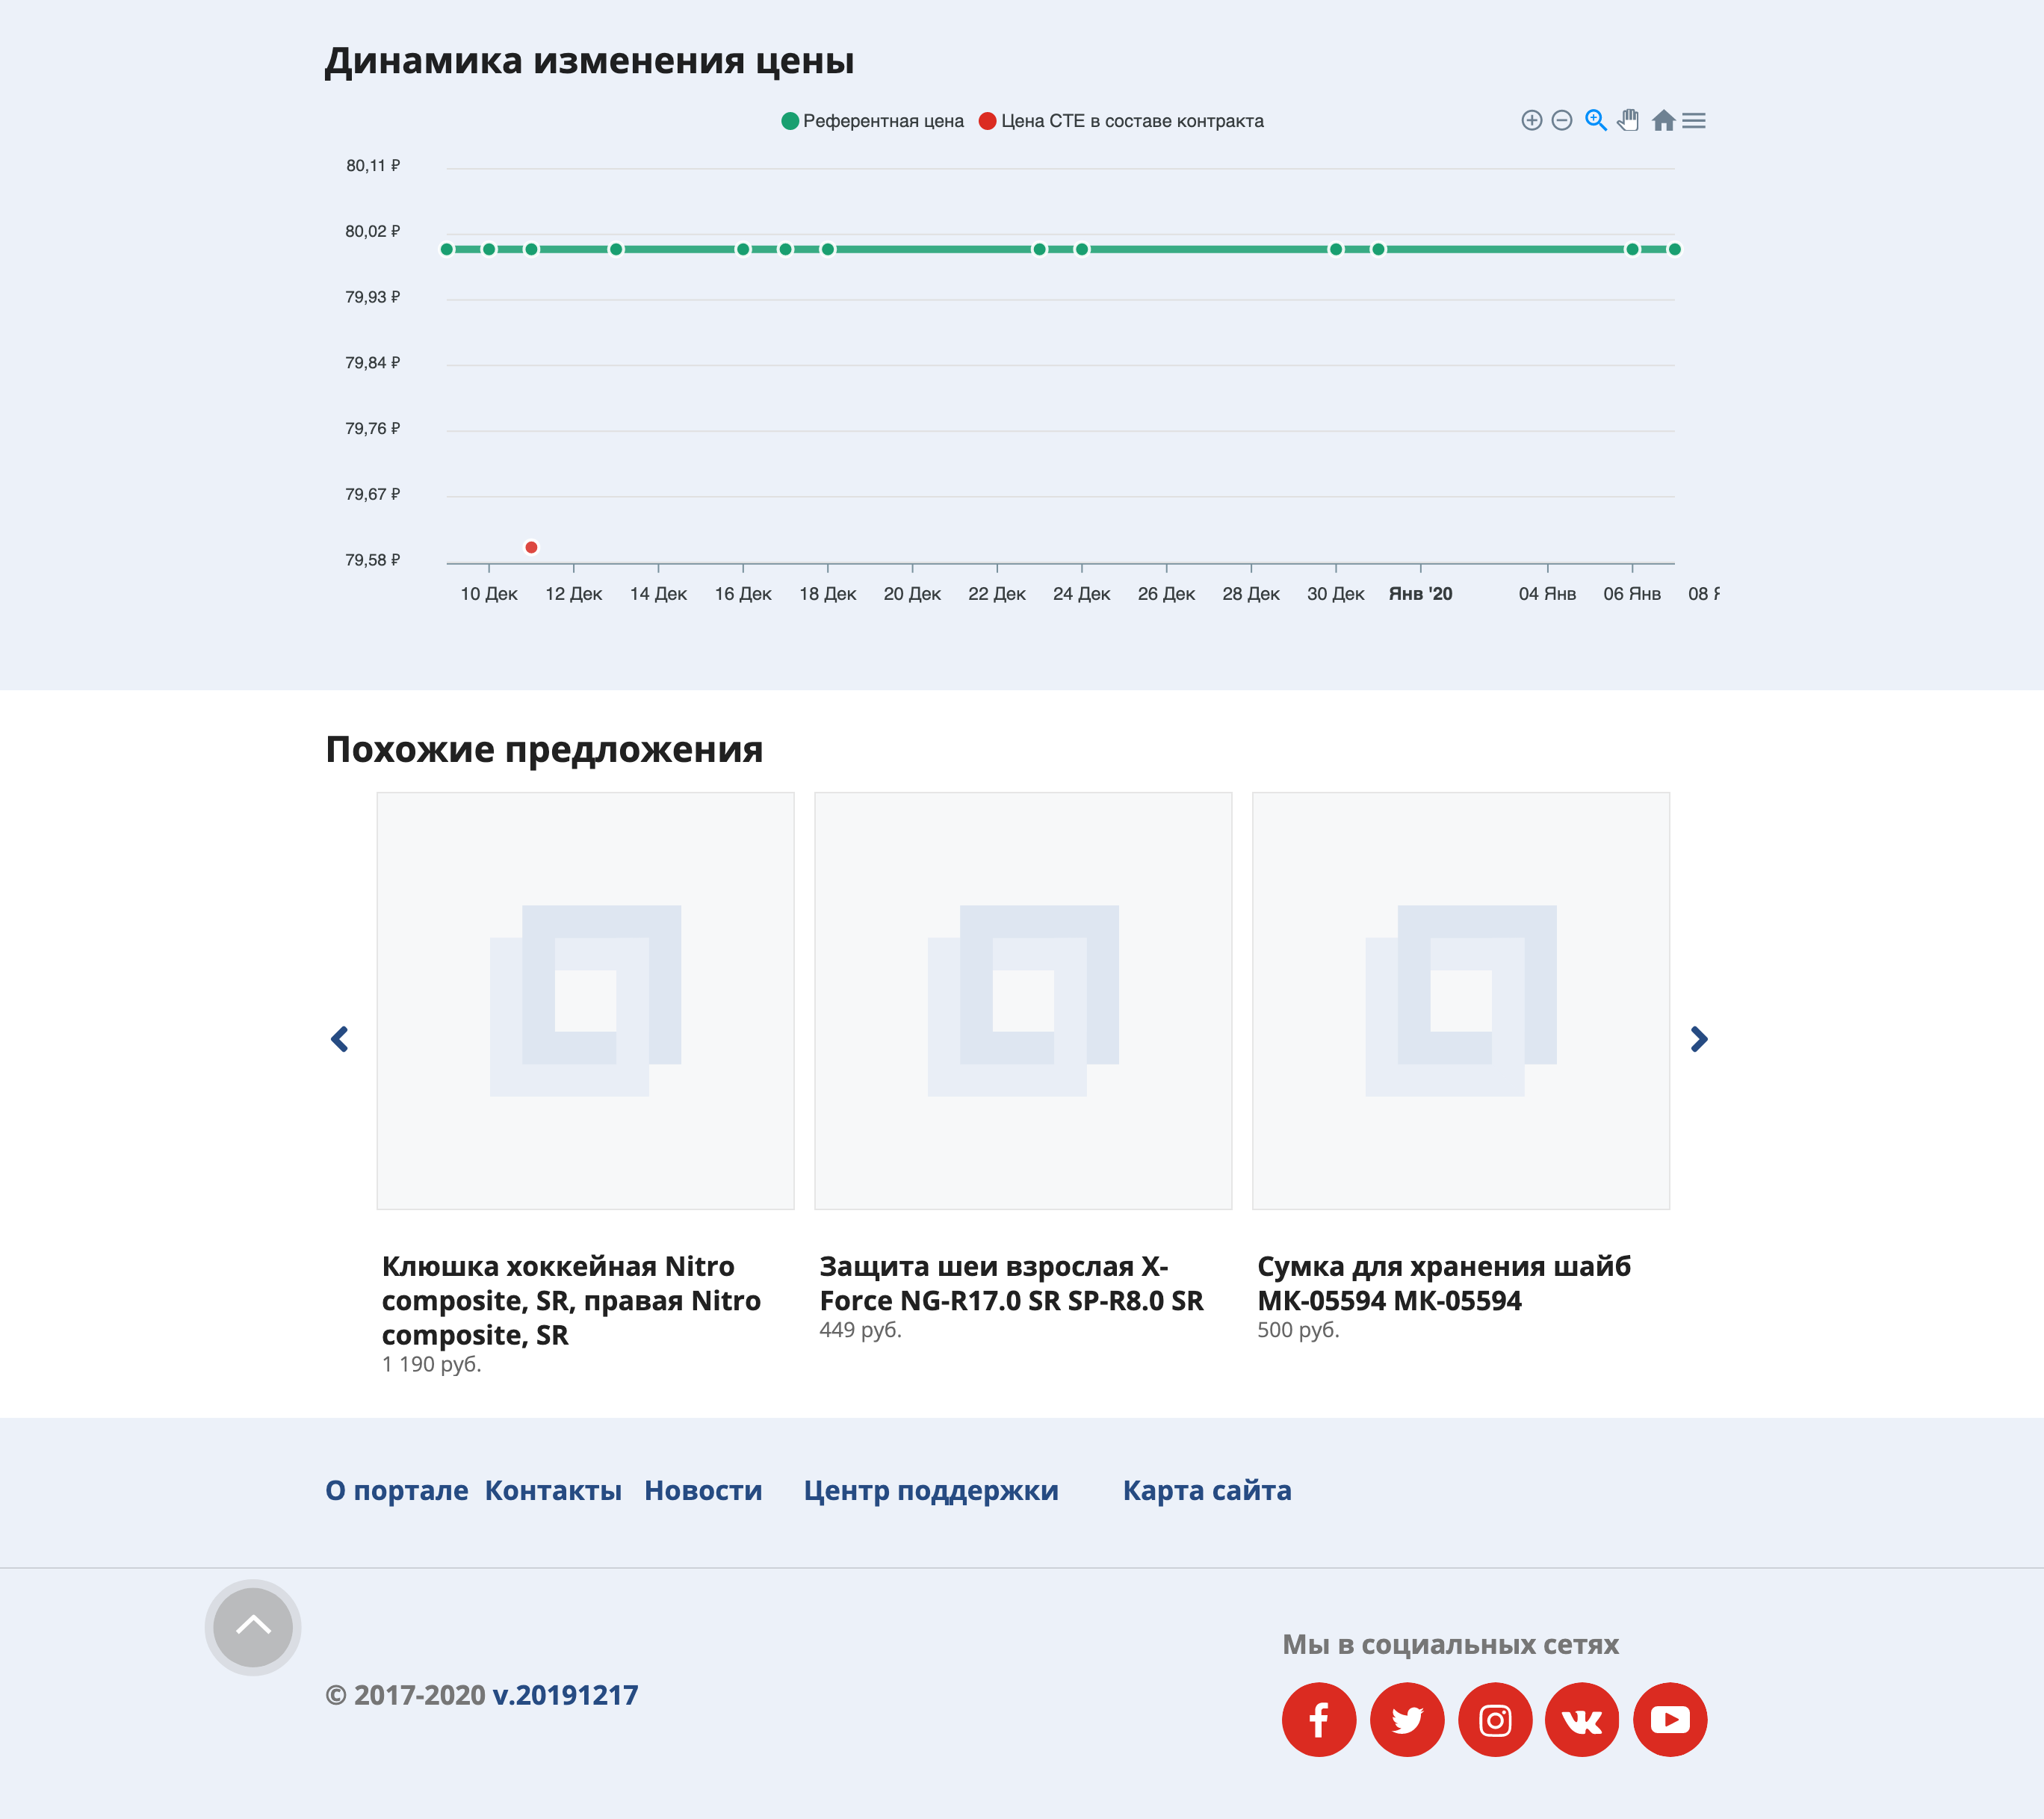 Динамика изменения цены
Референтная цена Цена СТЕ в составе контракта
80,11 ₽
80,02 ₽
79,93 ₽
79,84 ₽
79,76 ₽
79,67 ₽
79,58 ₽
10 Дек 12 Дек 14 Дек 16 Дек 18 Дек 20 Дек 22 Дек 24 Дек 26 Дек 28 Дек 30 Дек Янв '20 04 Янв 06 Янв 08
Похожие предложения
Клюшка хоккейная Nitro
composite, SR, правая Nitro
composite, SR
1 190 руб.
Защита шеи взрослая X-
Force NG-R17.0 SR SP-R8.0 SR
449 руб.
Сумка для хранения шайб
МК-05594 МК-05594
500 руб.
О портале Контакты Новости Центр поддержки Карта сайта
Мы в социальных сетях
© 2017-2020 v.20191217